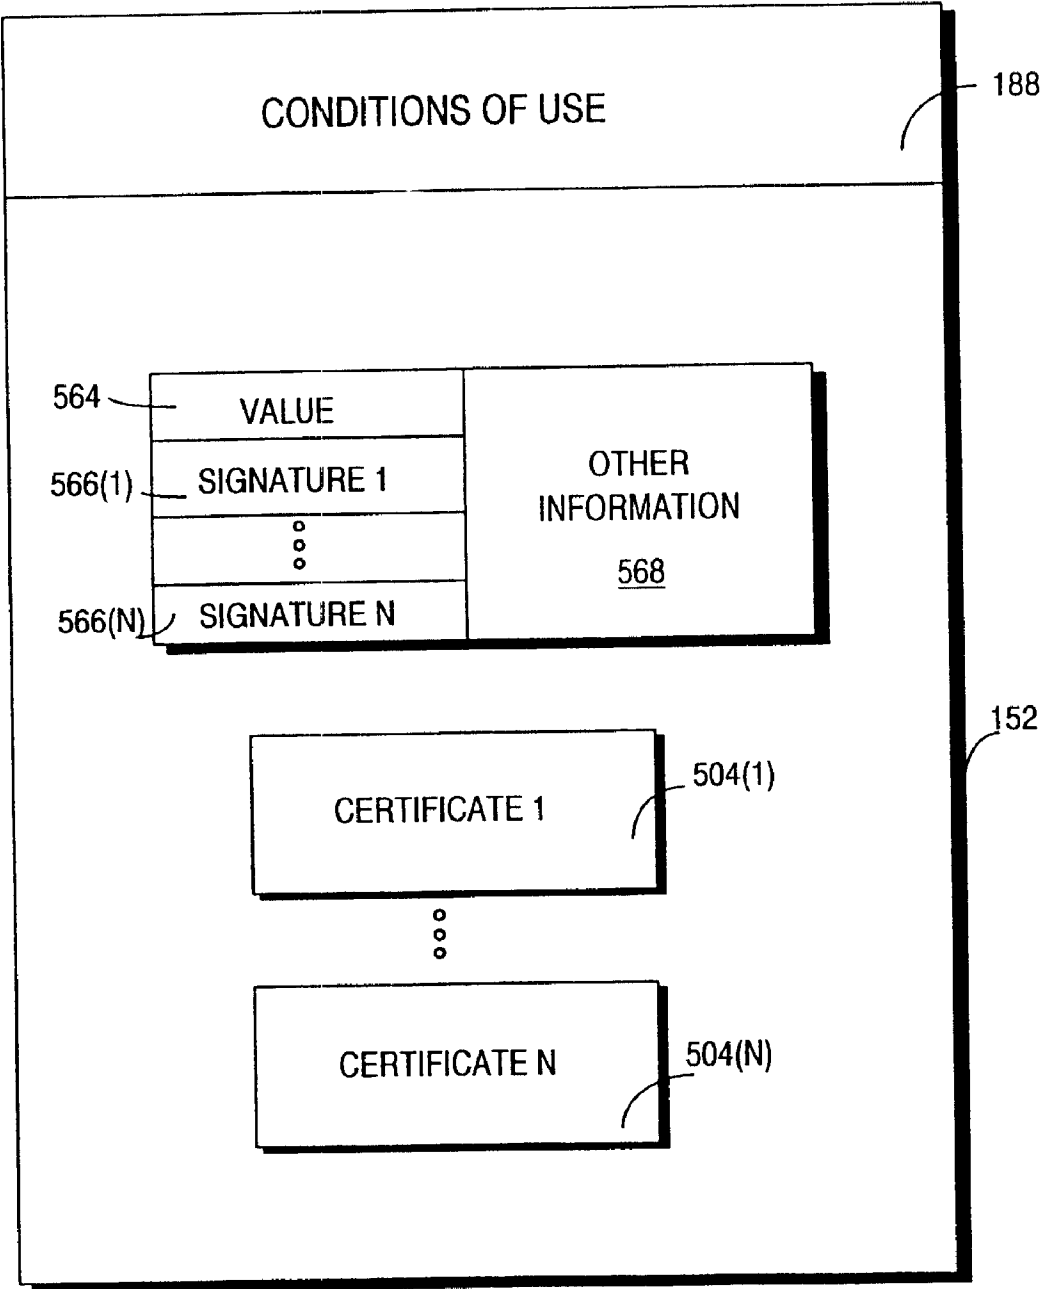 CONDITIONS OF USE
188
564
VALUE
566(1)
SIGNATURE 1
566(N)
SIGNATURE N
OTHER
INFORMATION
568
152
CERTIFICATE 1
504(1)
CERTIFICATE N
504(N)